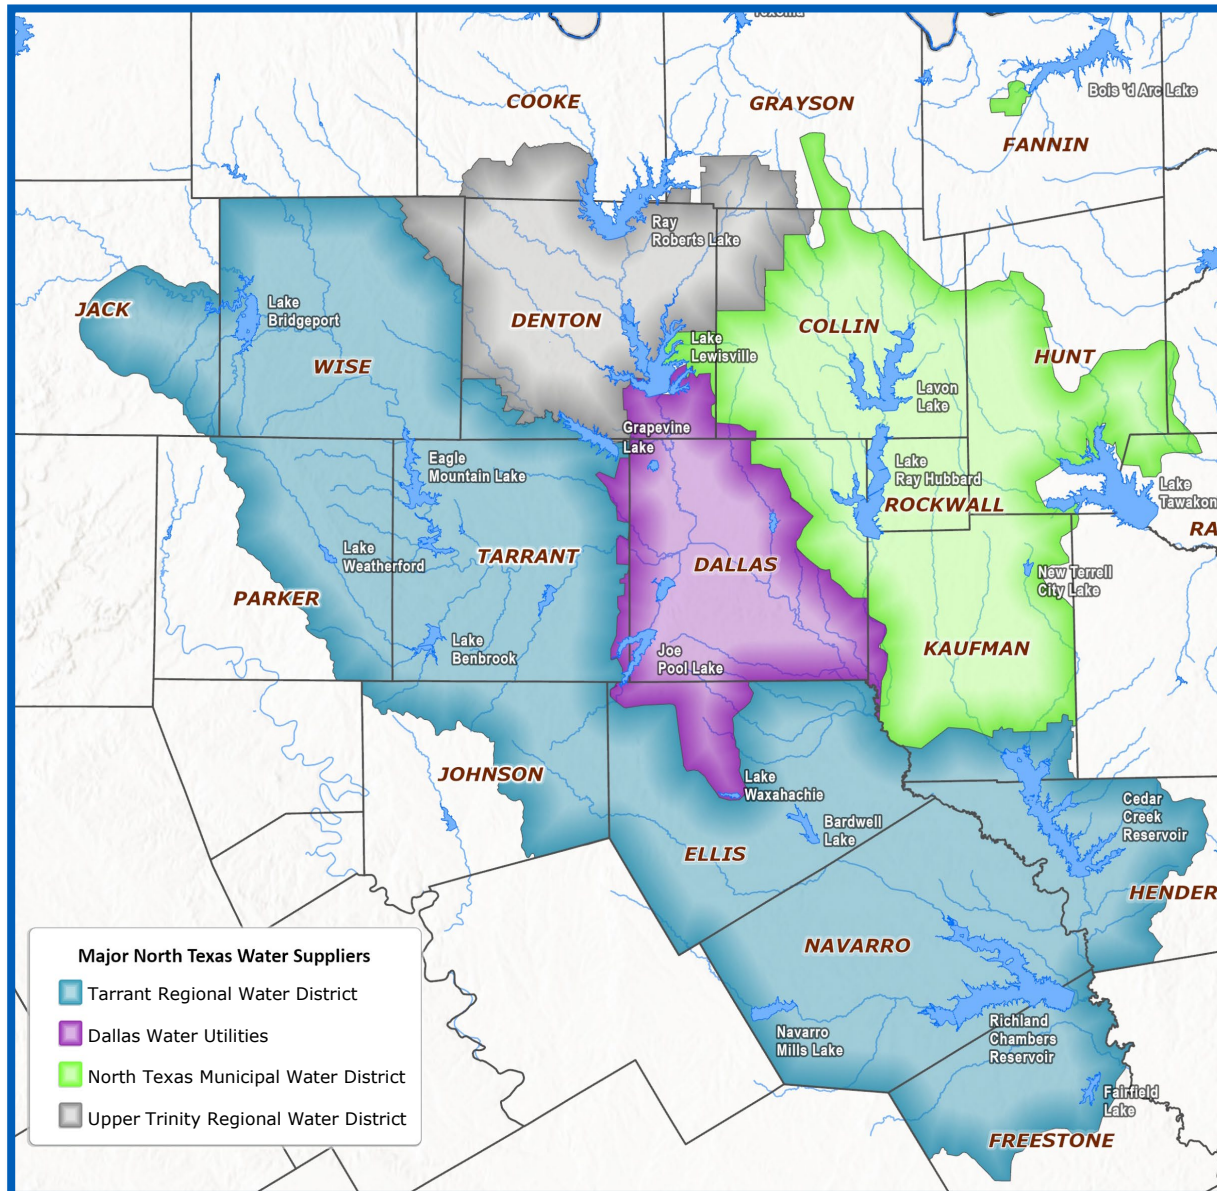 Texoma
COOKE
GRAYSON
Bois 'd Arc Lake
FANNIN
Ray
Roberts Lake
JACK
Lake
Bridgeport
DENTON
COLLIN
WISE
Lake
Lewisville
HUNT
Lavon
Lake
Grapevine
Lake
Eagle
Mountain Lake
Lake
Ray Hubbard
ROCKWALL
Lake
Tawakon
RA
TARRANT
Lake
Weatherford
DALLAS
New Terrell
City Lake
PARKER
Lake
Benbrook
Joe
Pool Lake
KAUFMAN
JOHNSON
Lake
Waxahachie
Cedar
Creek
Reservoir
Bardwell
Lake
ELLIS
HENDER
NAVARRO
Navarro
Mills Lake
Richland
Chambers
Reservoir
Fairfield
Lake
FREESTONE
Major North Texas Water Suppliers
Tarrant Regional Water District
Dallas Water Utilities
North Texas Municipal Water District
Upper Trinity Regional Water District